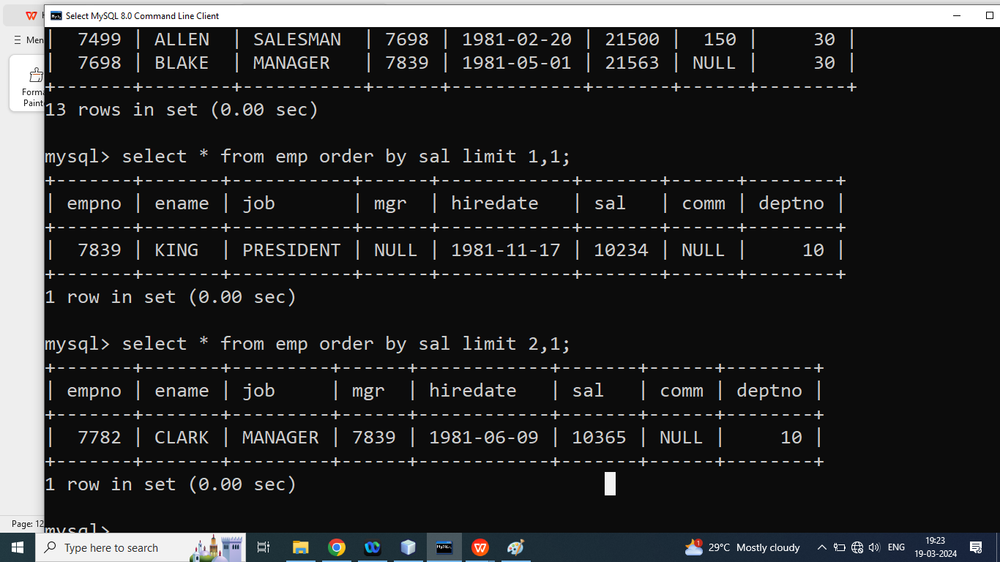 Select MySQL 8.0 Command Line Client
Men
Forma
Painte
| 7499 | ALLEN | SALESMAN | 7698 | 1981-02-20 | 21500 | 150 | 30 |
| 7698 | BLAKE | MANAGER | 7839 | 1981-05-01 | 21563 | NULL | 30 |
+-------+--------+-----------+------+------------+-------+------+--------+
13 rows in set (0.00 sec)
mysql> select * from emp order by sal limit 1,1;
+-------+-------+-----------+------+------------+-------+------+--------+
| empno | ename | job | mgr | hiredate | sal | comm | deptno |
+-------+-------+-----------+------+------------+-------+------+--------+
| 7839 | KING | PRESIDENT | NULL | 1981-11-17 | 10234 | NULL | 10 |
+-------+-------+-----------+------+------------+-------+------+--------+
1 row in set (0.00 sec)
mysql> select * from emp order by sal limit 2,1;
+-------+-------+---------+------+------------+-------+------+--------+
| empno | ename | job | mgr | hiredate | sal | comm | deptno |
+-------+-------+---------+------+------------+-------+------+--------+
| 7782 | CLARK | MANAGER | 7839 | 1981-06-09 | 10365 | NULL | 10 |
+-------+-------+---------+------+------------+-------+------+--------+
1 row in set (0.00 sec)
mysql>
Page: 12
Type here to search
1
29°C Mostly cloudy
ENG
19:23
19-03-2024